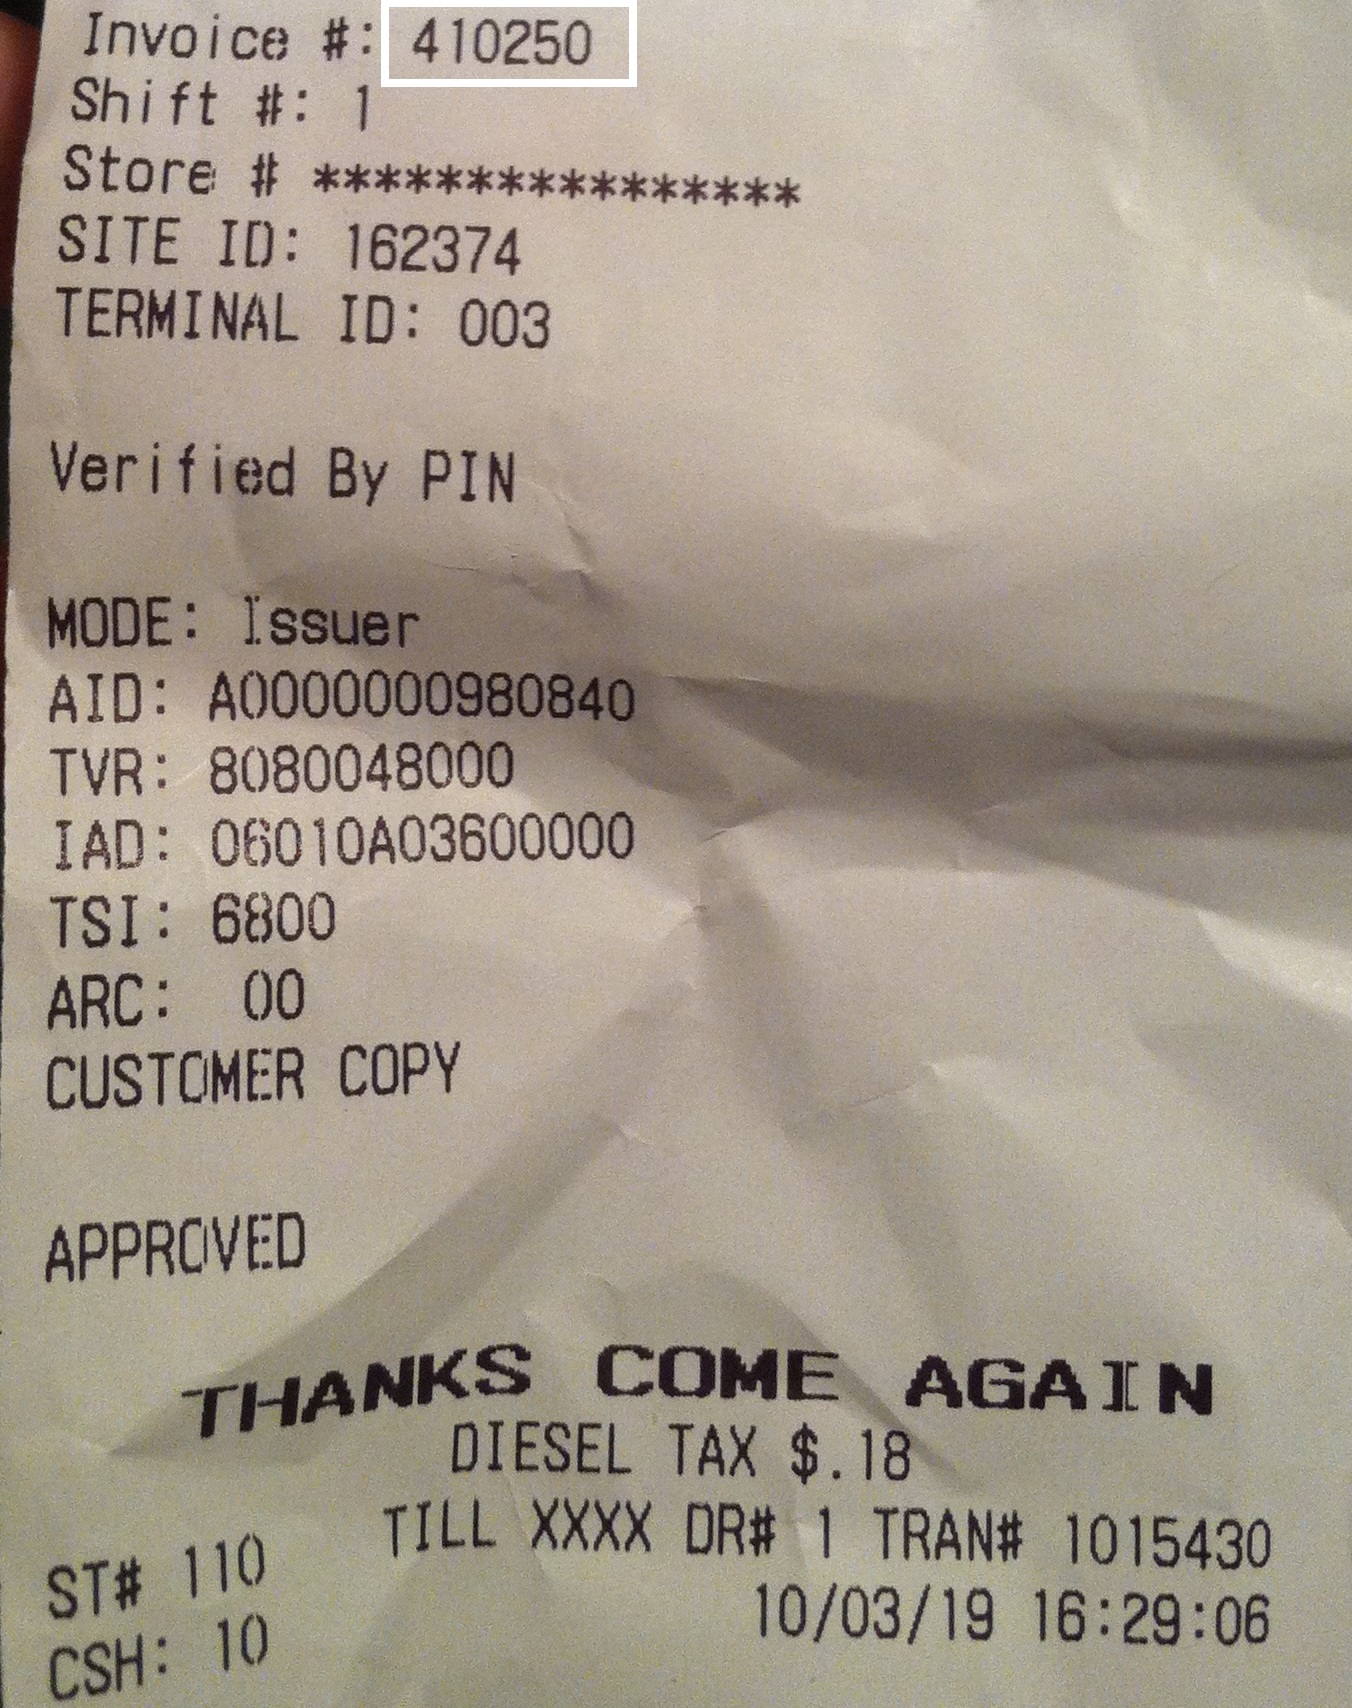 Invoice #: 410250
Shift #: 1
Store # ****************
SITE ID: 162374
TERMINAL ID: 003
Verified By PIN
MODE: Issuer
AID: A0000000980840
TVR: 8080048000
IAD: 06010A03600000
TSI: 6800
ARC: 00
CUSTOMER COPY
APPROVED
THANKS COME AGAIN
DIESEL TAX $.18
TILL XXXX DR# 1 TRAN# 1015430
ST# 110
10/03/19 16:29:06
CSH: 10